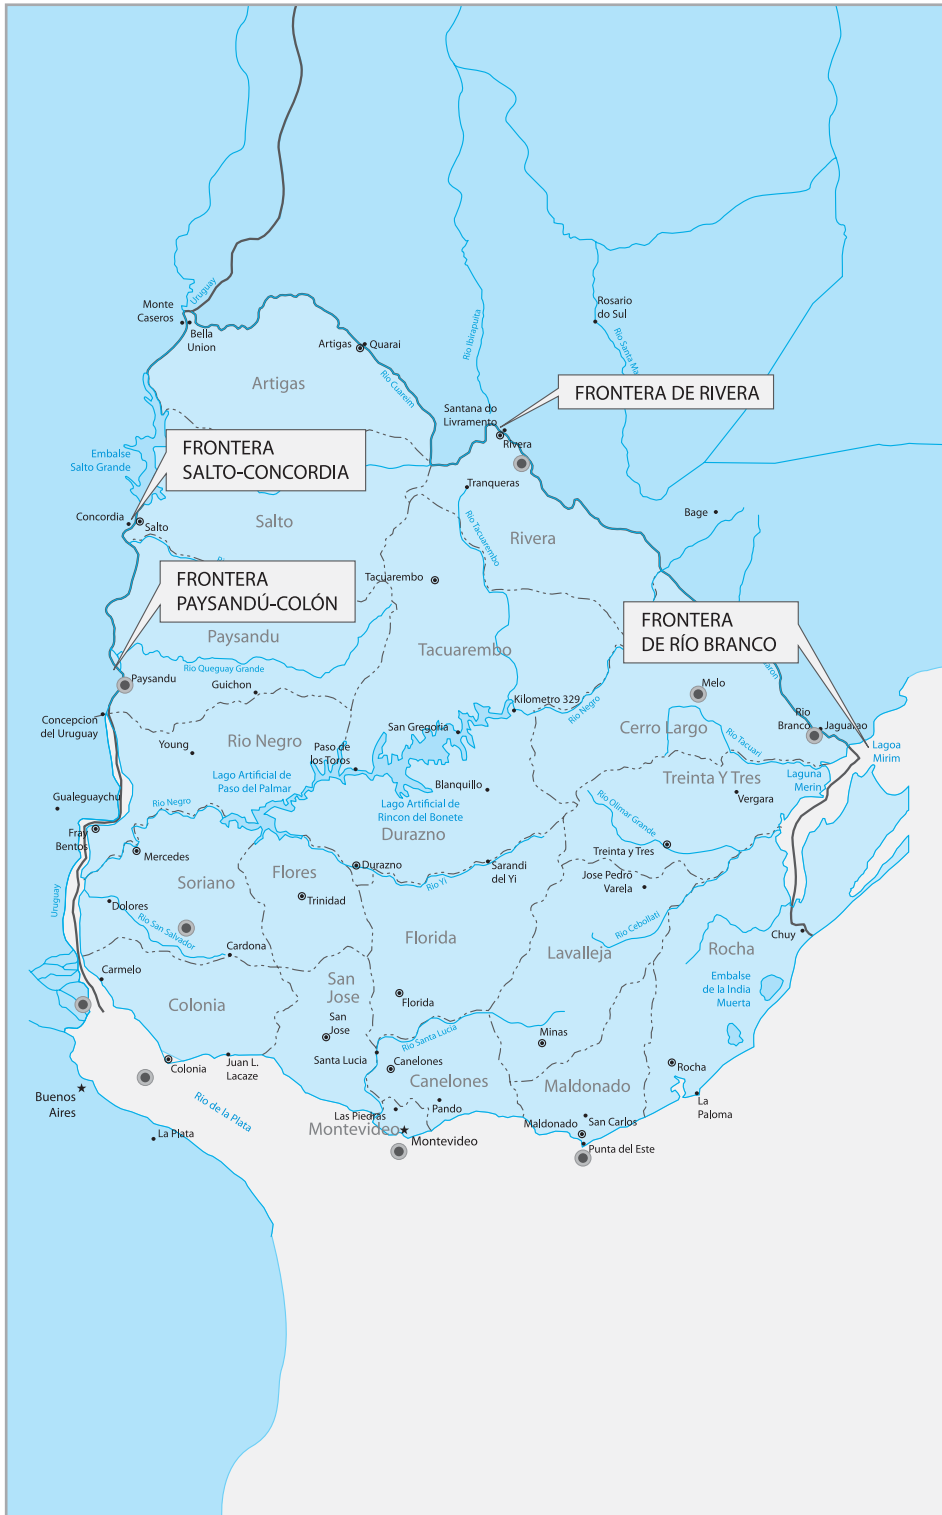 Uruguay
Monte
Caseros
Bella
Union
Artigas
Quarai
Rio Cuareim
Artigas
Rio Ibirapuita
Rosario
do Sul
Rio Santa Ma
FRONTERA DE RIVERA
Santana do
Livramento
Rivera
FRONTERA
SALTO-CONCORDIA
Embalse
Salto Grande
Tranqueras
Concordia
Salto
Salto
Bage
Rivera
Rio Tacuarembo
FRONTERA
PAYSANDÚ-COLÓN
Tacuarembo
FRONTERA
DE RÍO BRANCO
Paysandu
Tacuarembo
Rio Queguay Grande
Paysandu
Guichon
Melo
Kilometro 329
Rio Negro
Concepcion
del Uruguay
San Gregoria
Rio
Branco
Jaguarao
Cerro Largo
Rio Tacuari
Young
Rio Negro
Paso de
los Toros
Lagoa
Mirim
Lago Artificial de
Paso del Palmar
Blanquillo
Treinta Y Tres
Laguna
Merin
Vergara
Gualeguaychu
Rio Negro
Lago Artificial de
Rincon del Bonete
Durazno
Rio Olimar Grande
Fray
Bentos
Mercedes
Treinta y Tres
Soriano
Flores
Durazno
Rio Yi
Sarandi
del Yi
Jose Pedro
Varela
Uruguay
Dolores
Trinidad
Rio San Salvador
Cardona
Florida
Rio Cebollati
Lavalleja
Rocha
Chuy
Carmelo
San
Jose
Embalse
de la India
Muerta
Colonia
Florida
San
Jose
Rio Santa Lucia
Minas
Colonia
Juan L.
Lacaze
Santa Lucia
Canelones
Canelones
Maldonado
Rocha
Buenos
Aires
Rio de la Plata
Las Piedras
Pando
La
Paloma
La Plata
Montevideo
Montevideo
Maldonado
San Carlos
Punta del Este